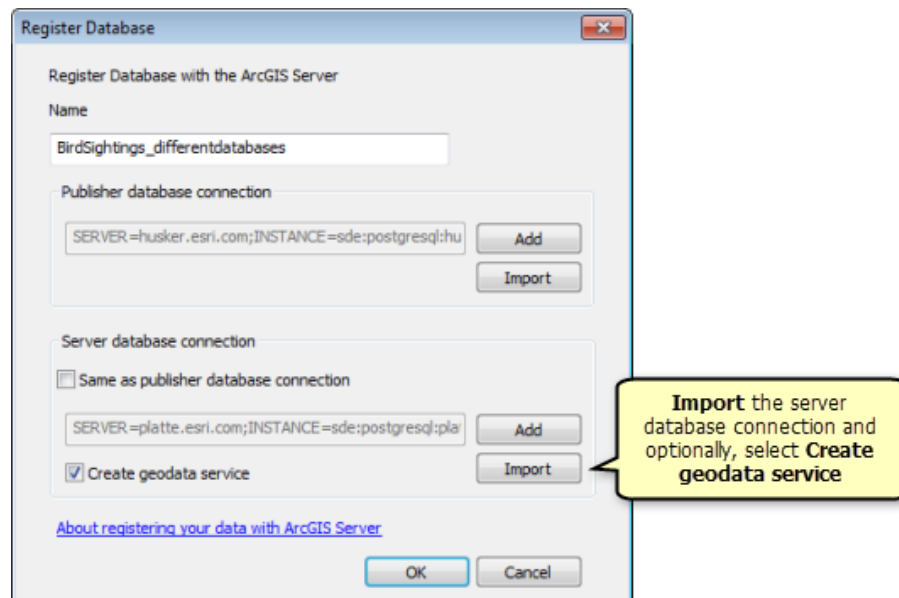 Register Database
Register Database with the ArcGIS Server
Name
BirdSightings_differentdatabases
Publisher database connection
SERVER=husker.esri.com;INSTANCE=sde:postgresql:hu
Add
Import
Server database connection
Same as publisher database connection
SERVER=platte.esri.com;INSTANCE=sde:postgresql:pla
Add
Create geodata service
Import
About registering your data with ArcGIS Server
OK
Cancel
Import the server
database connection and
optionally, select Create
geodata service